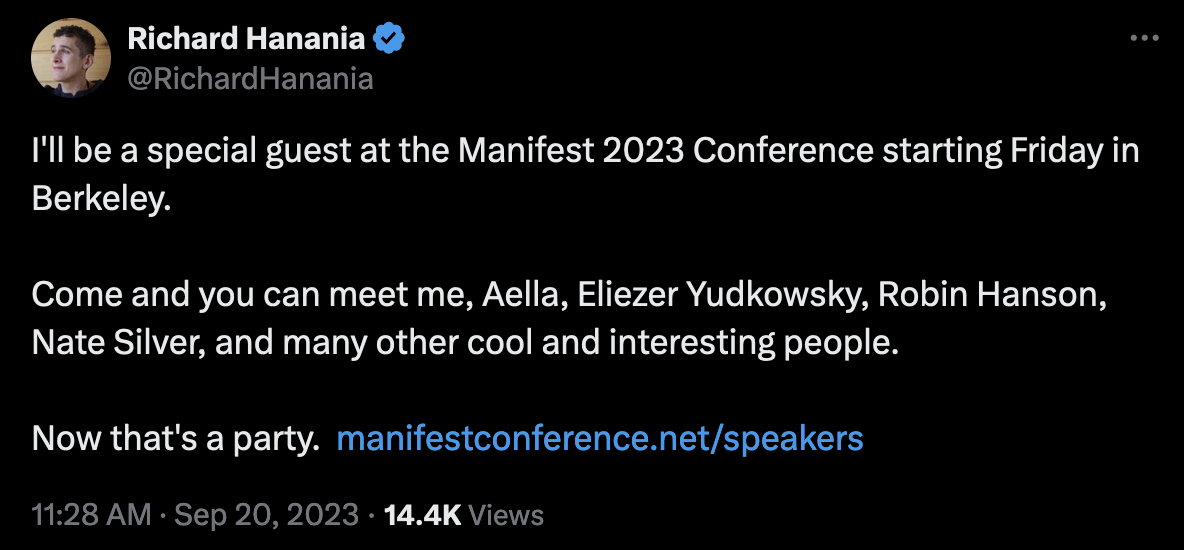 Richard Hanania
@RichardHanania
I'll be a special guest at the Manifest 2023 Conference starting Friday in
Berkeley.
Come and you can meet me, Aella, Eliezer Yudkowsky, Robin Hanson,
Nate Silver, and many other cool and interesting people.
Now that's a party.  manifestconference.net/speakers
11:28 AM · Sep 20, 2023 · 14.4K Views